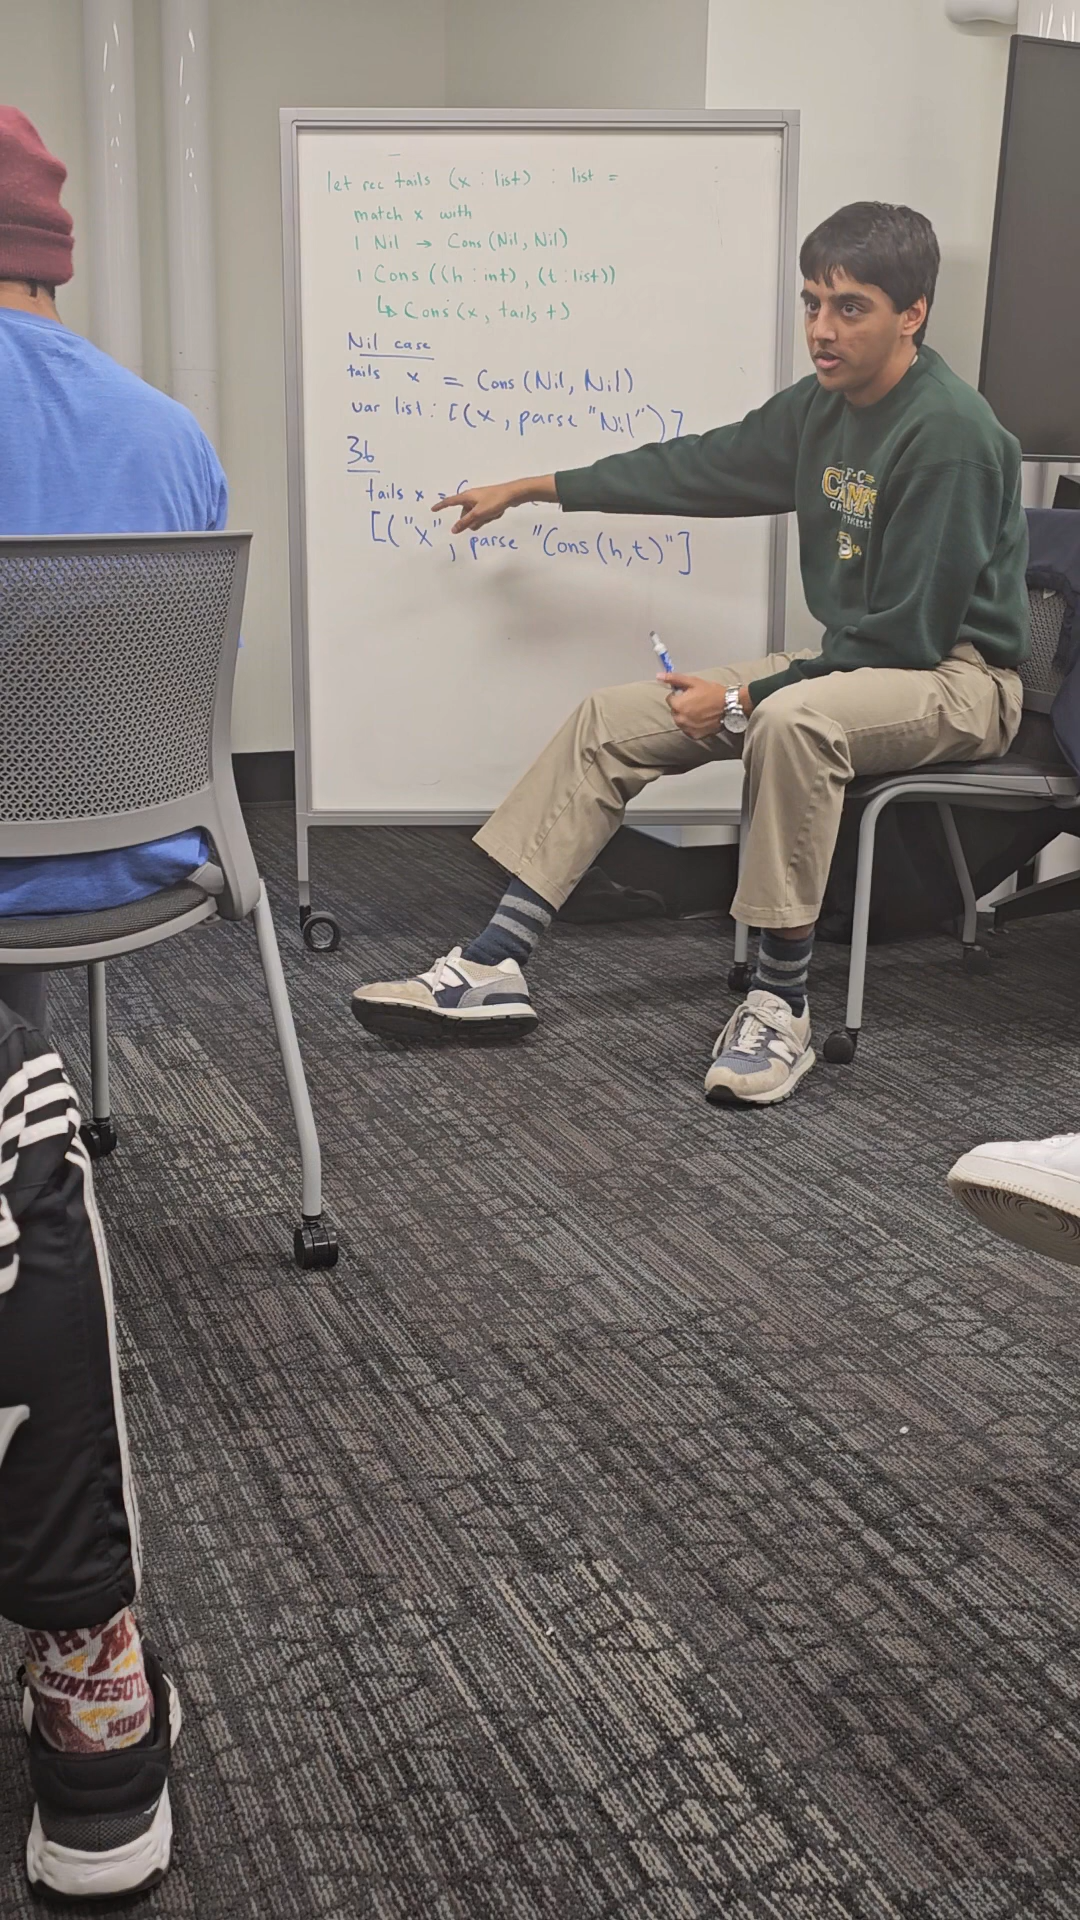 let rec tails (x : list) : list =
match x with
| Nil → Cons (Nil, Nil)
| Cons ((h : int), (t : list))
↳ Cons (x, tails t)
Nil case
tails x = Cons (Nil, Nil)
var list : [(x, parse "Nil")]
3b
tails x =
[("x", parse "Cons (h,t)"]
MINNESOTA